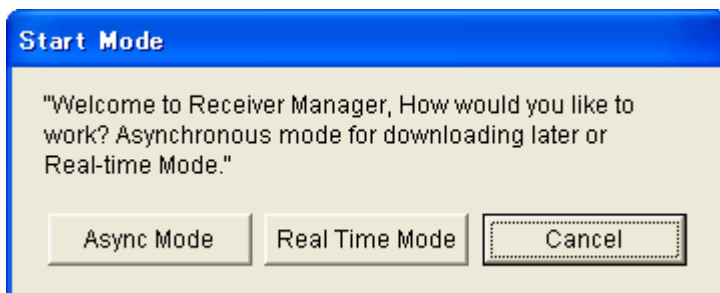 Start Mode
"Welcome to Receiver Manager, How would you like to
work? Asynchronous mode for downloading later or
Real-time Mode."
Async Mode Real Time Mode Cancel